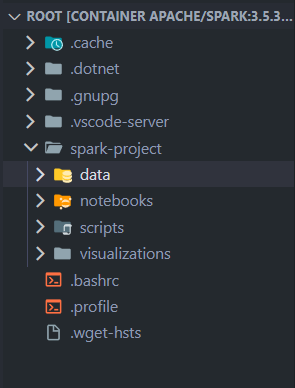 ROOT [CONTAINER APACHE/SPARK:3.5.3...
.cache
.dotnet
.gnupg
.vscode-server
spark-project
data
notebooks
scripts
visualizations
.bashrc
.profile
.wget-hsts